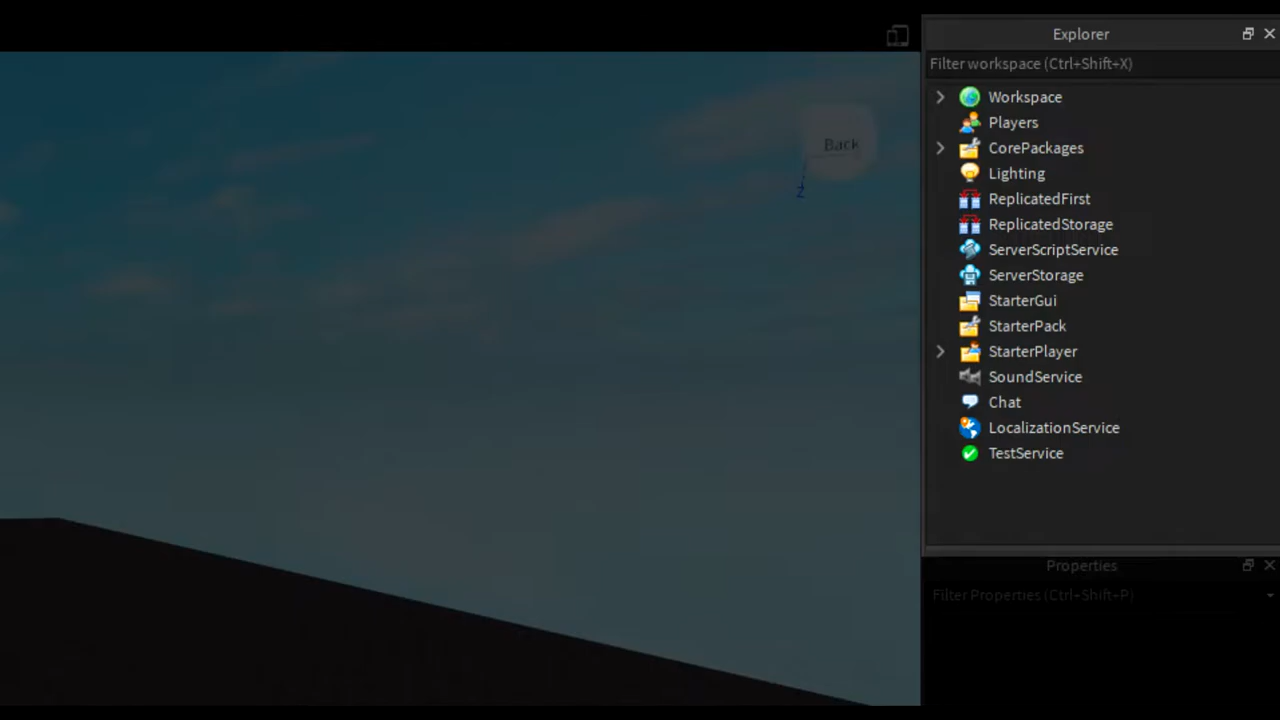 Explorer
Filter workspace (Ctrl+Shift+X)
Workspace
Players
CorePackages
Lighting
ReplicatedFirst
ReplicatedStorage
ServerScriptService
ServerStorage
StarterGui
StarterPack
StarterPlayer
SoundService
Chat
LocalizationService
TestService
Back
Z
Properties
Filter Properties (Ctrl+Shift+P)